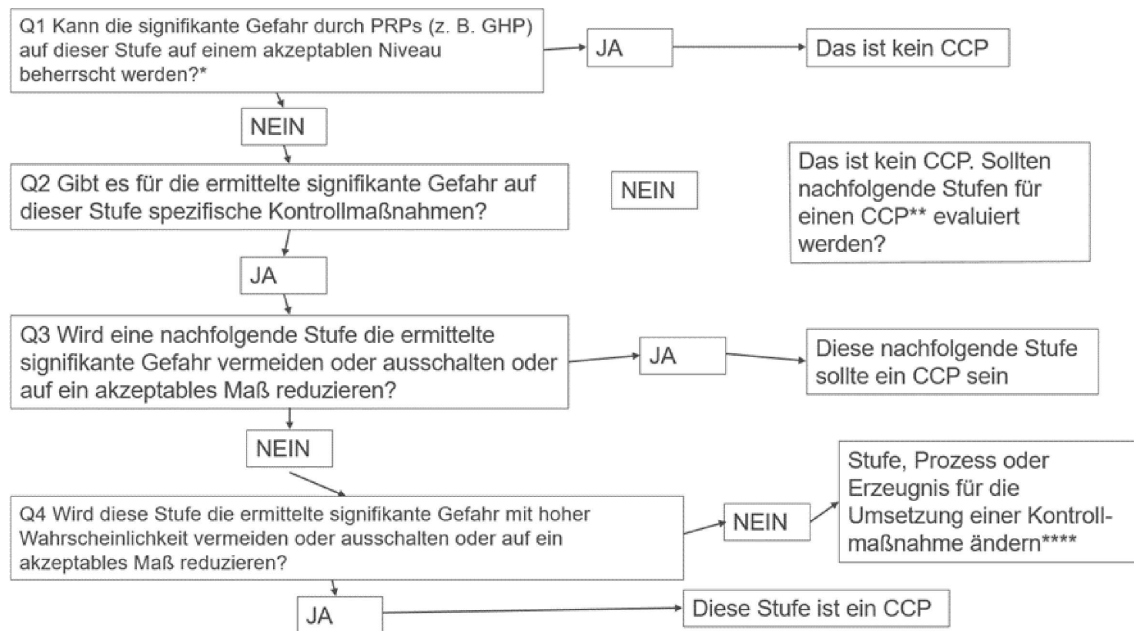 Q1 Kann die signifikante Gefahr durch PRPs (z. B. GHP)
auf dieser Stufe auf einem akzeptablen Niveau
beherrscht werden?*
JA
Das ist kein CCP
NEIN
Q2 Gibt es für die ermittelte signifikante Gefahr auf
dieser Stufe spezifische Kontrollmaßnahmen?
NEIN
Das ist kein CCP. Sollten
nachfolgende Stufen für
einen CCP** evaluiert
werden?
JA
Q3 Wird eine nachfolgende Stufe die ermittelte
signifikante Gefahr vermeiden oder ausschalten oder
auf ein akzeptables Maß reduzieren?
JA
Diese nachfolgende Stufe
sollte ein CCP sein
NEIN
Q4 Wird diese Stufe die ermittelte signifikante Gefahr mit hoher
Wahrscheinlichkeit vermeiden oder ausschalten oder auf ein
akzeptables Maß reduzieren?
NEIN
Stufe, Prozess oder
Erzeugnis für die
Umsetzung einer Kontroll-
maßnahme ändern****
JA
Diese Stufe ist ein CCP